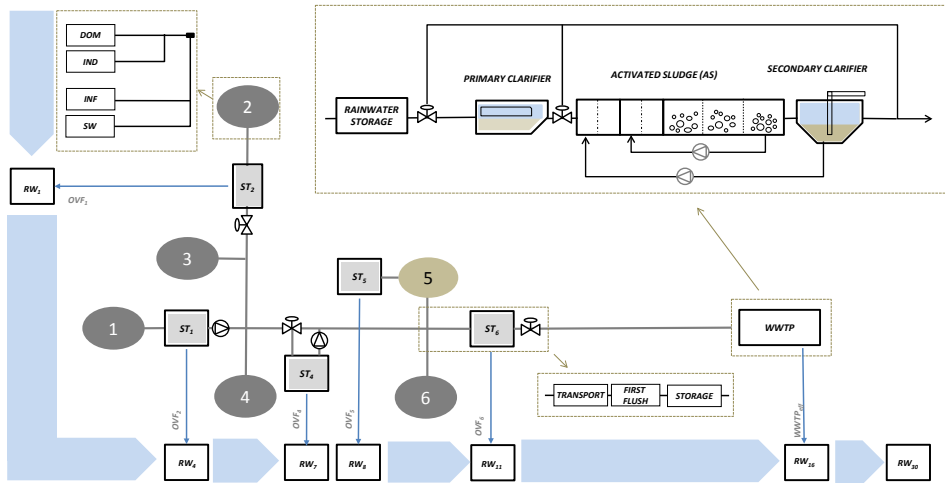 DOM
IND
INF
SW
2
PRIMARY CLARIFIER
ACTIVATED SLUDGE (AS)
SECONDARY CLARIFIER
RAINWATER
STORAGE
RW1
OVF1
ST2
3
ST5
5
1
ST1
ST6
WWTP
ST4
4
6
TRANSPORT
FIRST
FLUSH
STORAGE
OVF2
OVF4
OVF5
OVF6
WWTPeff
RW4
RW7
RW8
RW11
RW16
RW30